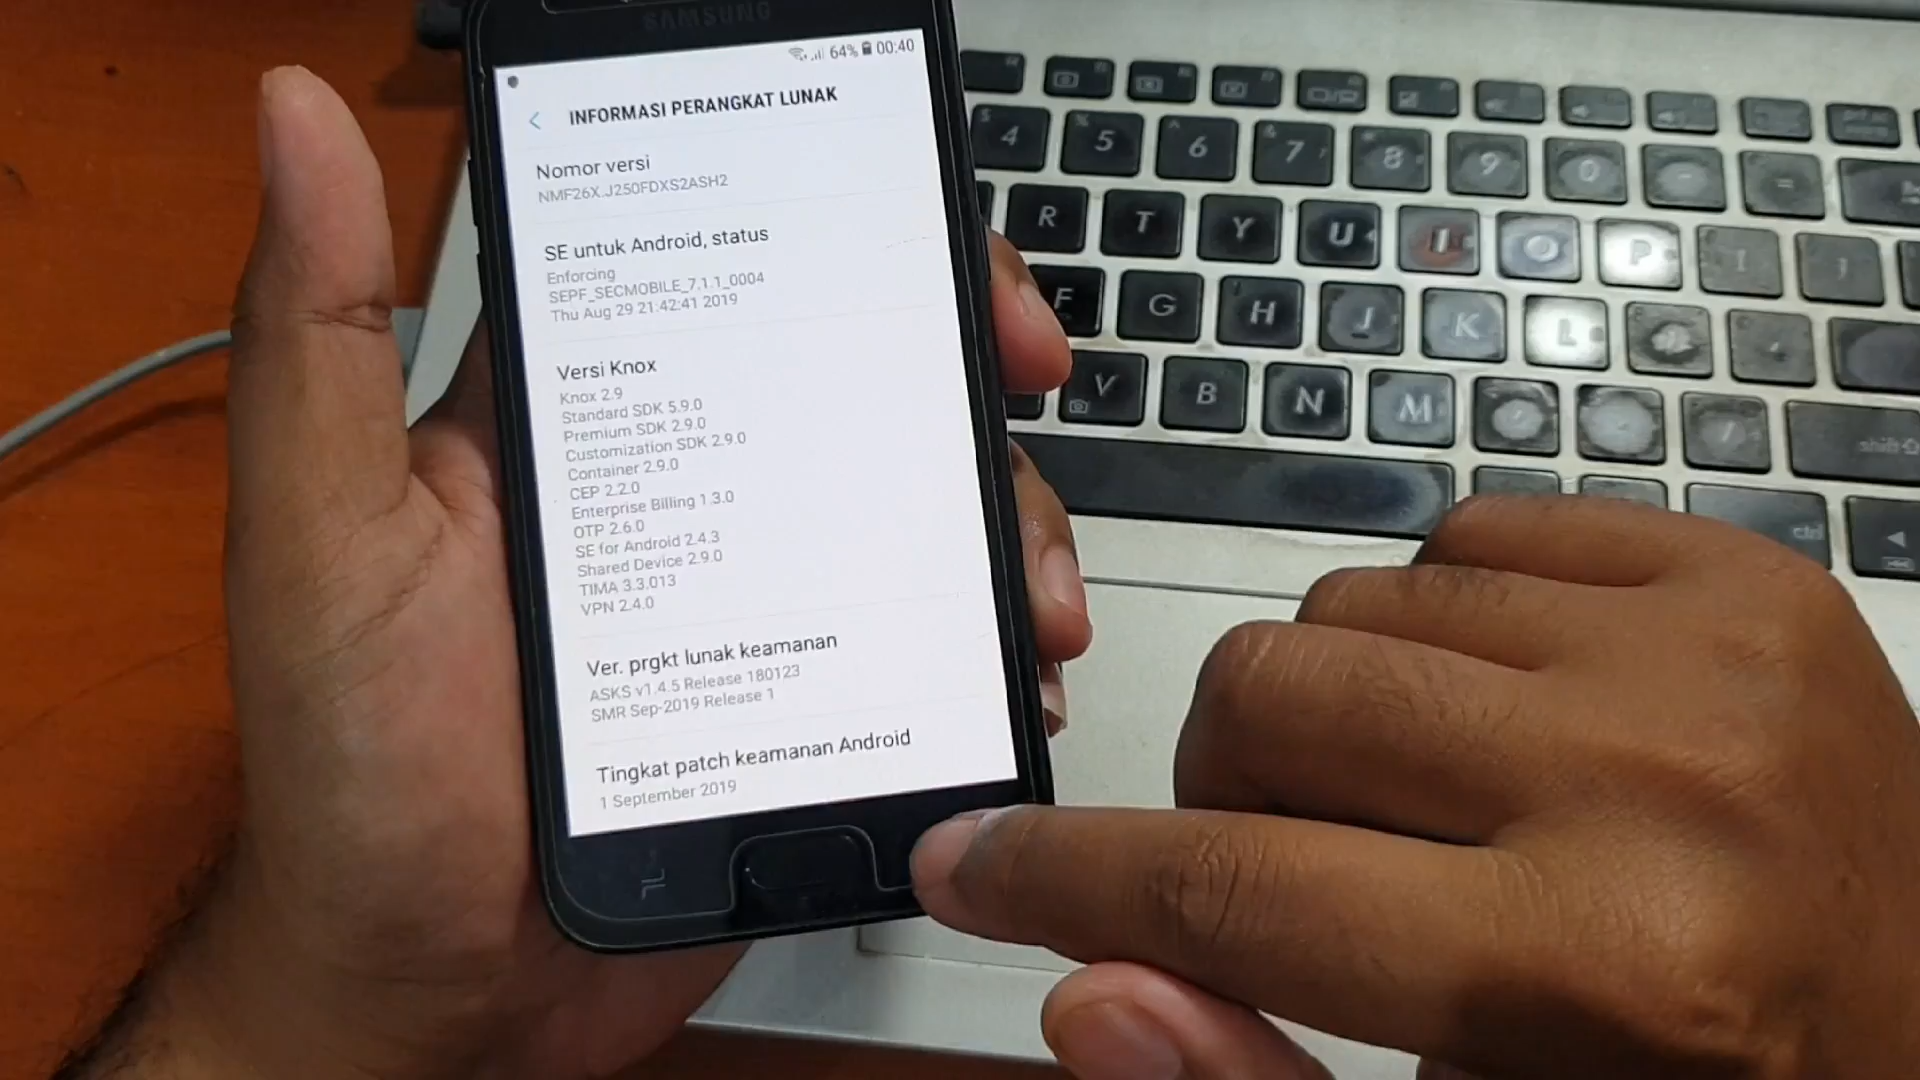 SAMSUNG
64% 00:40
INFORMASI PERANGKAT LUNAK
Nomor versi
NMF26X.J250FDXS2ASH2
SE untuk Android, status
Enforcing
SEPF_SECMOBILE_7.1.1_0004
Thu Aug 29 21:42:41 2019
Versi Knox
Knox 2.9
Standard SDK 5.9.0
Premium SDK 2.9.0
Customization SDK 2.9.0
Container 2.9.0
CEP 2.2.0
Enterprise Billing 1.3.0
OTP 2.6.0
SE for Android 2.4.3
Shared Device 2.9.0
TIMA 3.3.013
VPN 2.4.0
Ver. prgkt lunak keamanan
ASKS v1.4.5 Release 180123
SMR Sep-2019 Release 1
Tingkat patch keamanan Android
1 September 2019
$ 4 % 5 ^ 6 & 7 8 9 0 - =
R T Y U I O P [ ]
F G H J K L
V B N M shift
ctrl